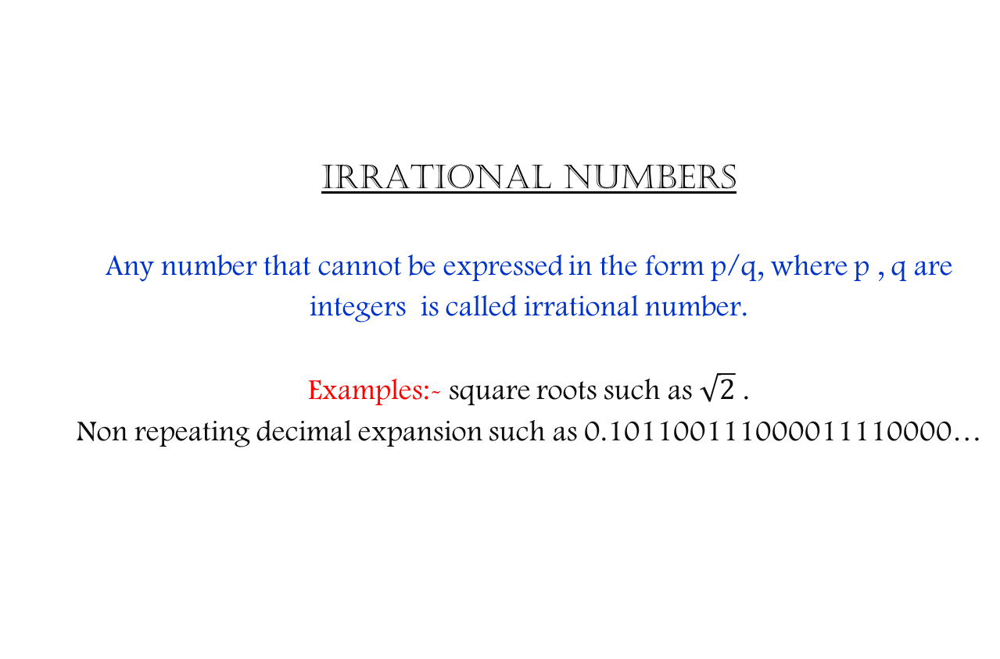 IRRATIONAL NUMBERS
Any number that cannot be expressed in the form p/q, where p , q are
integers is called irrational number.
Examples:- square roots such as √2 .
Non repeating decimal expansion such as 0.101100111000011110000…